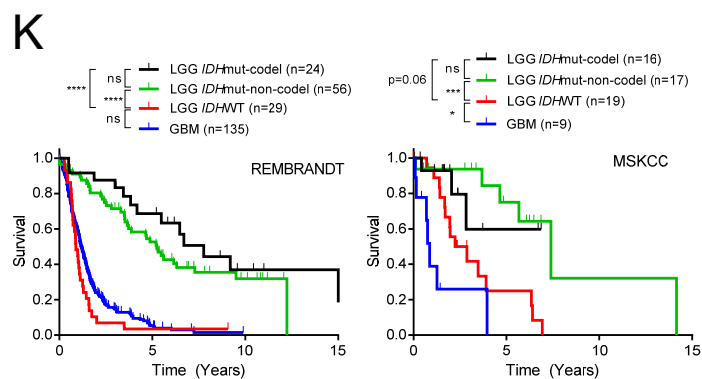 K
LGG IDHmut-codel (n=24)
LGG IDHmut-non-codel (n=56)
LGG IDHWT (n=29)
GBM (n=135)
****
ns
****
ns
LGG IDHmut-codel (n=16)
LGG IDHmut-non-codel (n=17)
LGG IDHWT (n=19)
GBM (n=9)
p=0.06
ns
***
*
REMBRANDT
Survival
1.0
0.8
0.6
0.4
0.2
0.0
0
5
10
15
Time (Years)
MSKCC
Survival
1.0
0.8
0.6
0.4
0.2
0.0
0
5
10
15
Time (Years)